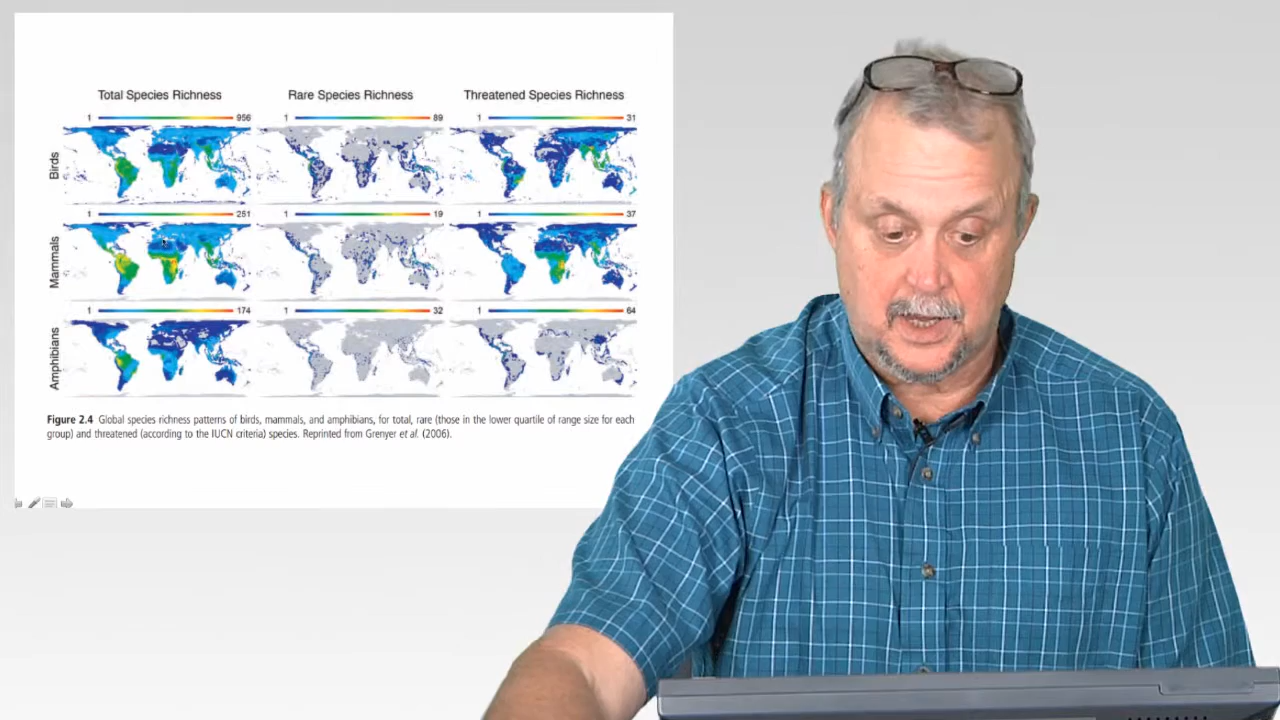 Total Species Richness Rare Species Richness Threatened Species Richness
1 956 1 89 1 31
Birds
1 251 1 19 1 37
Mammals
1 174 1 32 1 64
Amphibians
Figure 2.4 Global species richness patterns of birds, mammals, and amphibians, for total, rare (those in the lower quartile of range size for each
group) and threatened (according to the IUCN criteria) species. Reprinted from Grenyer et al. (2006).